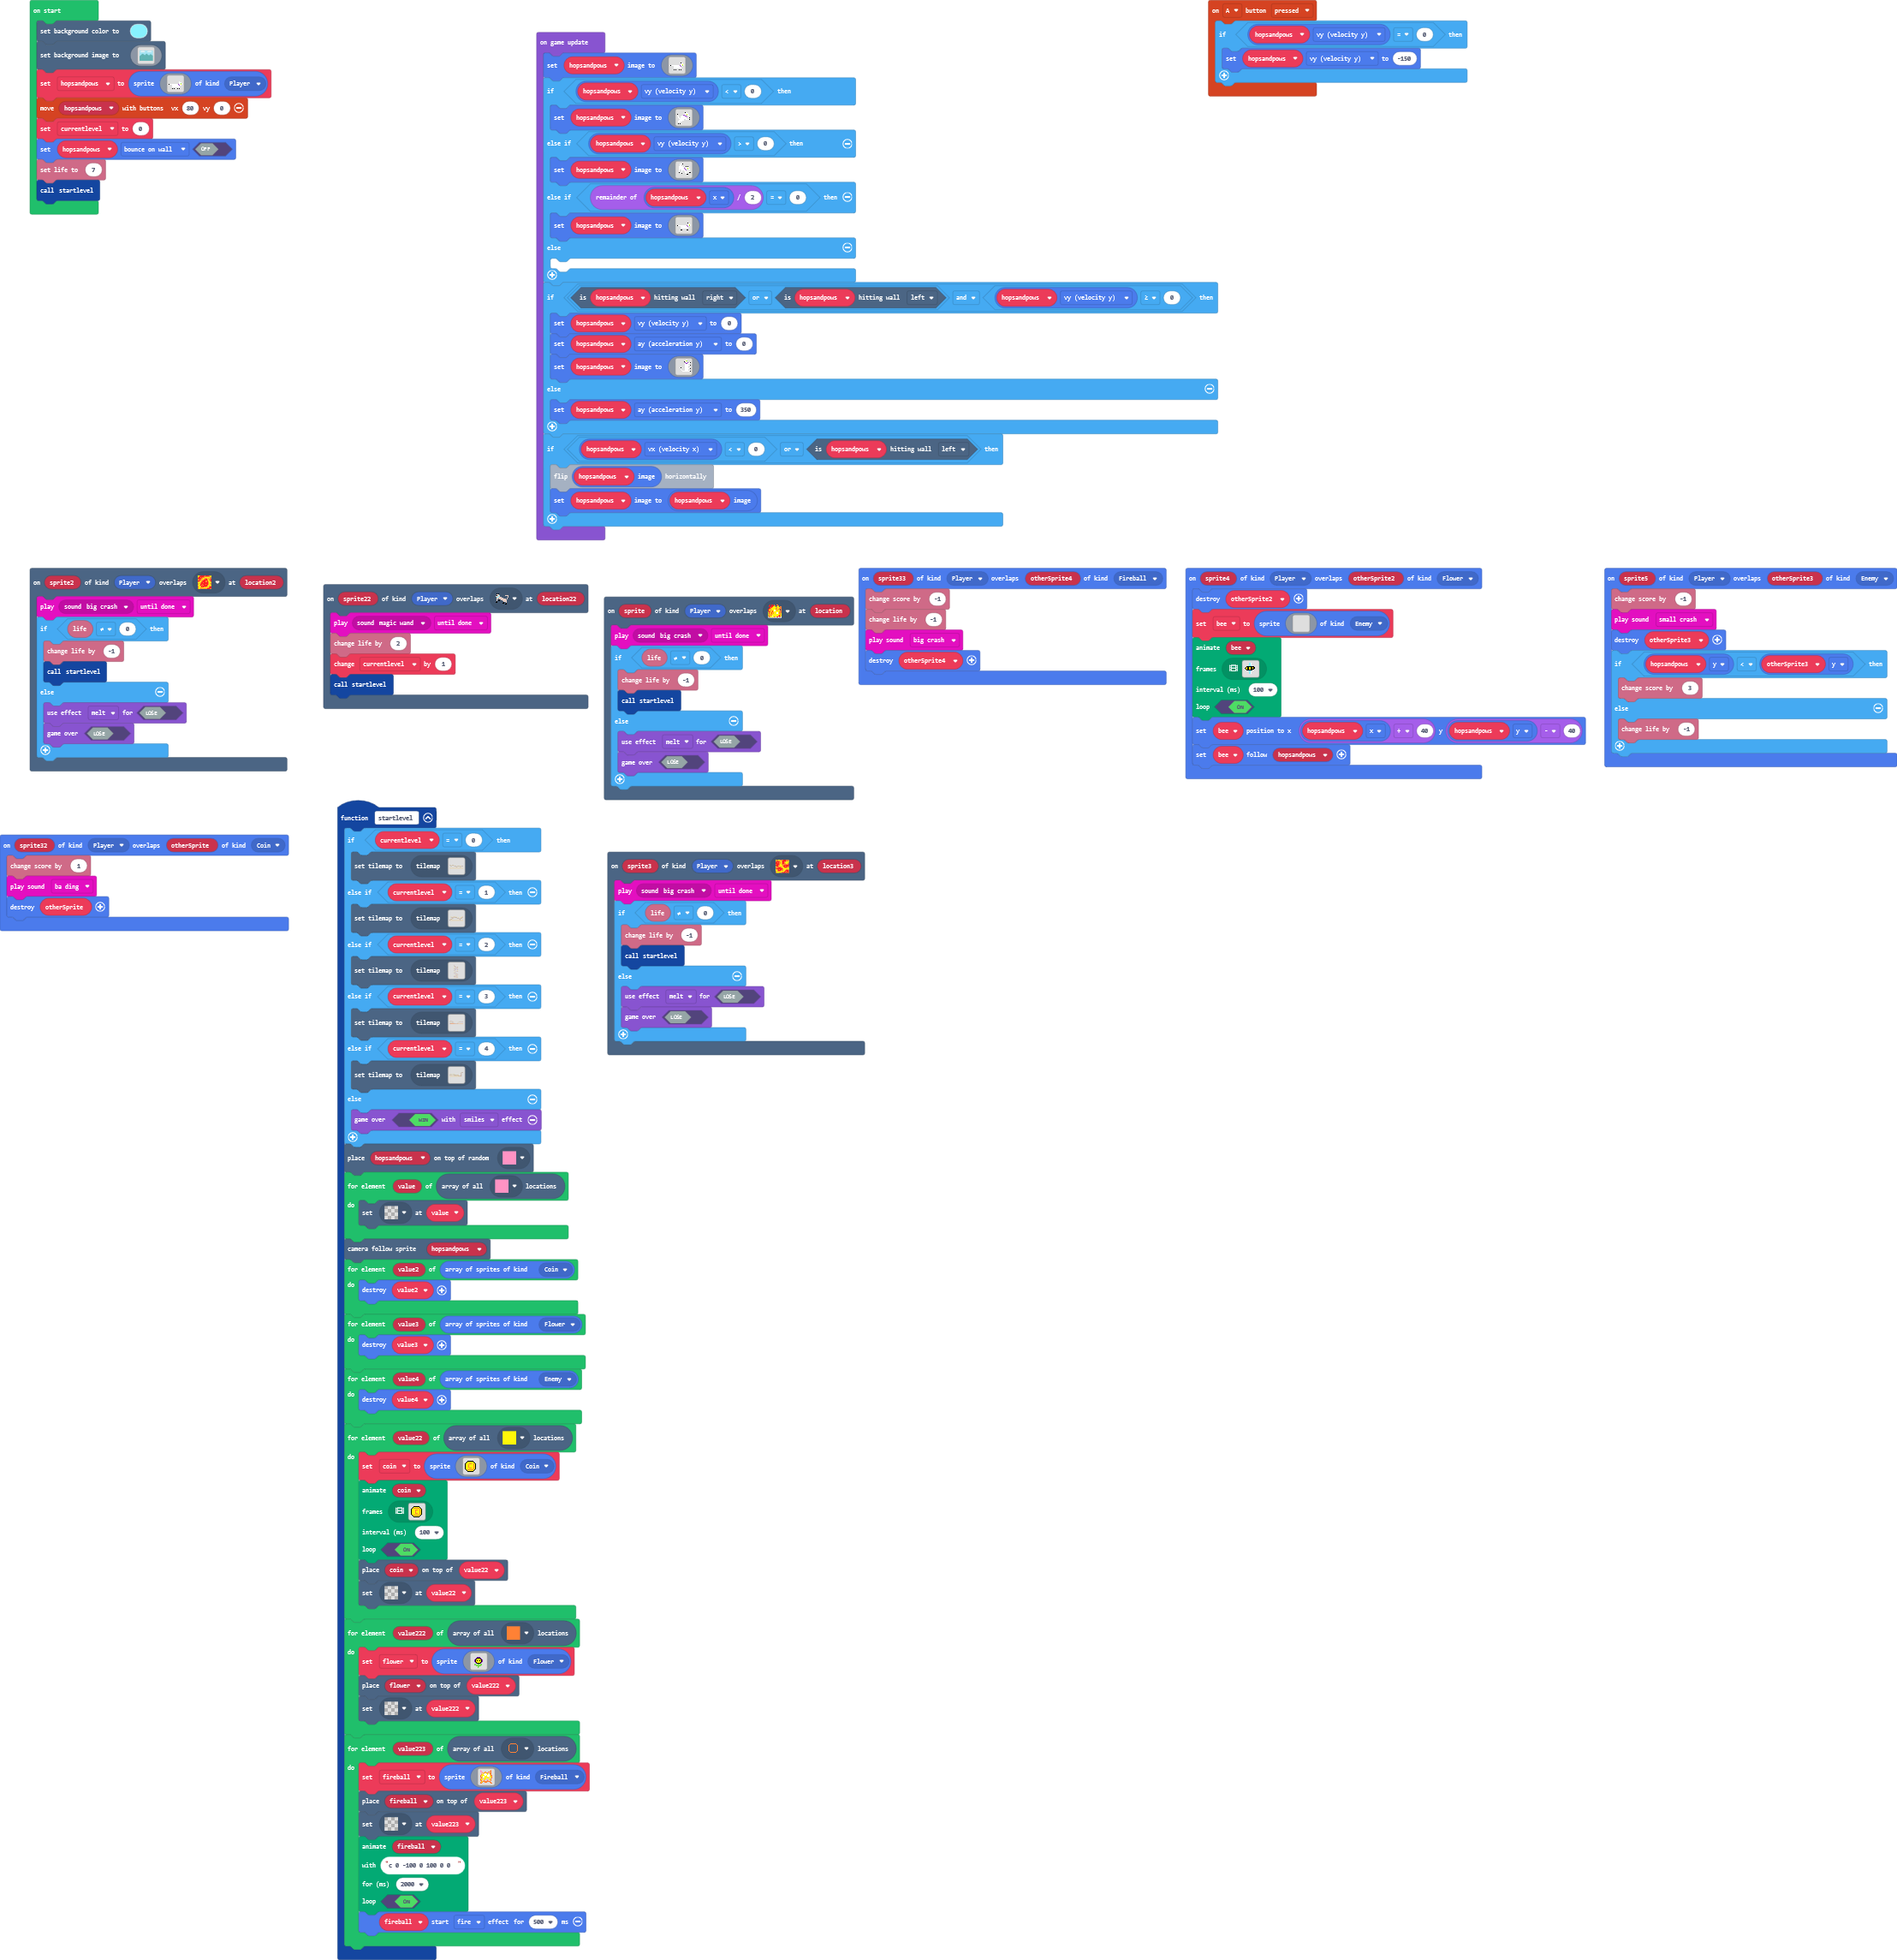 on start
set background color to
set background image to
set hopsandpows to sprite of kind Player
move hopsandpows with buttons vx 80 vy 0
set currentlevel to 0
set hopsandpows bounce on wall OFF
set life to 7
call startlevel
on game update
set hopsandpows image to
if hopsandpows vy (velocity y) < 0 then
set hopsandpows image to
else if hopsandpows vy (velocity y) > 0 then
set hopsandpows image to
else if remainder of hopsandpows x / 2 = 0 then
set hopsandpows image to
else
if is hopsandpows hitting wall right or is hopsandpows hitting wall left and hopsandpows vy (velocity y) ≥ 0 then
set hopsandpows vy (velocity y) to 0
set hopsandpows ay (acceleration y) to 0
set hopsandpows image to
else
set hopsandpows ay (acceleration y) to 350
if hopsandpows vx (velocity x) < 0 or is hopsandpows hitting wall left then
flip hopsandpows image horizontally
set hopsandpows image to hopsandpows image
on A button pressed
if hopsandpows vy (velocity y) = 0 then
set hopsandpows vy (velocity y) to -150
on sprite2 of kind Player overlaps at location2
play sound big crash until done
if life ≠ 0 then
change life by -1
call startlevel
else
use effect melt for LOSE
game over LOSE
on sprite22 of kind Player overlaps at location22
play sound magic wand until done
change life by 2
change currentlevel by 1
call startlevel
on sprite of kind Player overlaps at location
play sound big crash until done
if life ≠ 0 then
change life by -1
call startlevel
else
use effect melt for LOSE
game over LOSE
on sprite33 of kind Player overlaps otherSprite4 of kind Fireball
change score by -1
change life by -1
play sound big crash
destroy otherSprite4
on sprite4 of kind Player overlaps otherSprite2 of kind Flower
destroy otherSprite2
set bee to sprite of kind Enemy
animate bee
frames
interval (ms) 100
loop ON
set bee position to x hopsandpows x + 40 y hopsandpows y - 40
set bee follow hopsandpows
on sprite5 of kind Player overlaps otherSprite3 of kind Enemy
change score by -1
play sound small crash
destroy otherSprite3
if hopsandpows y < otherSprite3 y then
change score by 3
else
change life by -1
on sprite32 of kind Player overlaps otherSprite of kind Coin
change score by 1
play sound ba ding
destroy otherSprite
function startlevel
if currentlevel = 0 then
set tilemap to tilemap
else if currentlevel = 1 then
set tilemap to tilemap
else if currentlevel = 2 then
set tilemap to tilemap
else if currentlevel = 3 then
set tilemap to tilemap
else if currentlevel = 4 then
set tilemap to tilemap
else
game over WIN with smiles effect
place hopsandpows on top of random
for element value of array of all locations
do
set at value
camera follow sprite hopsandpows
for element value2 of array of sprites of kind Coin
do
destroy value2
for element value3 of array of sprites of kind Flower
do
destroy value3
for element value4 of array of sprites of kind Enemy
do
destroy value4
for element value22 of array of all locations
do
set coin to sprite of kind Coin
animate coin
frames
interval (ms) 100
loop ON
place coin on top of value22
set at value22
for element value222 of array of all locations
do
set flower to sprite of kind Flower
place flower on top of value222
set at value222
for element value223 of array of all locations
do
set fireball to sprite of kind Fireball
place fireball on top of value223
set at value223
animate fireball
with "c 0 -100 0 100 0 0 "
for (ms) 2000
loop ON
fireball start fire effect for 500 ms
on sprite3 of kind Player overlaps at location3
play sound big crash until done
if life ≠ 0 then
change life by -1
call startlevel
else
use effect melt for LOSE
game over LOSE